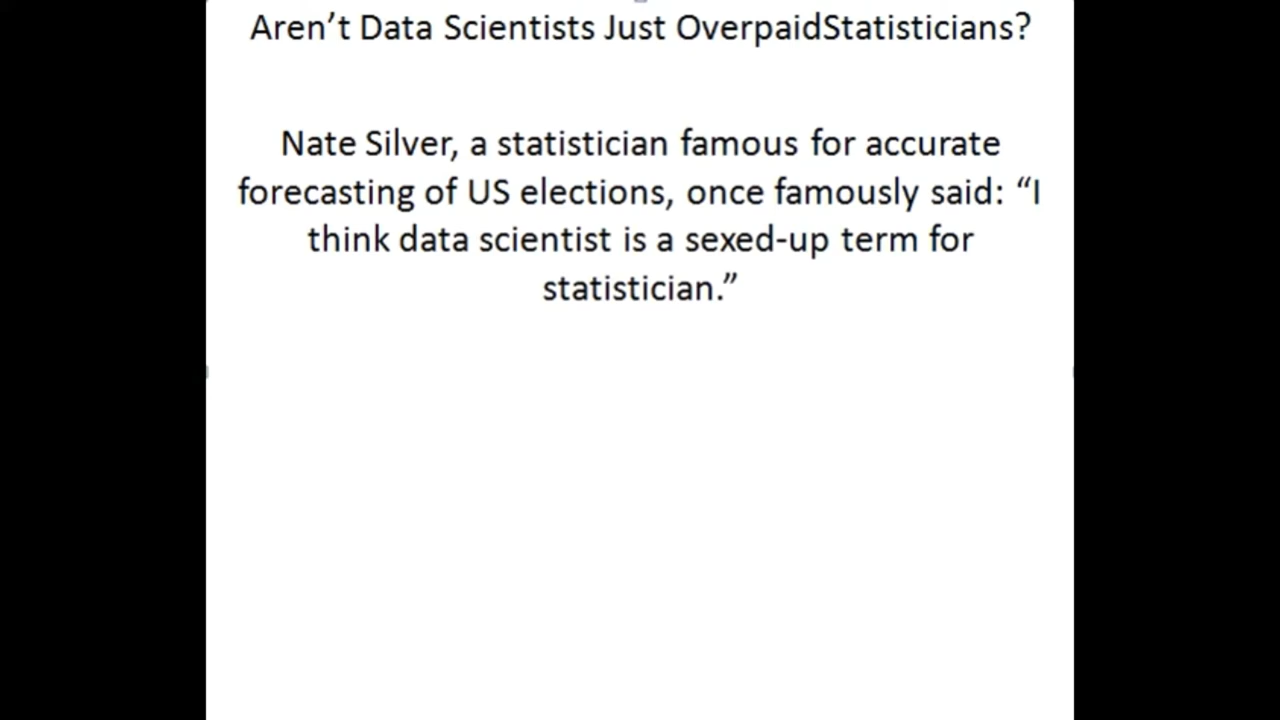 Aren’t Data Scientists Just OverpaidStatisticians?
Nate Silver, a statistician famous for accurate
forecasting of US elections, once famously said: “I
think data scientist is a sexed-up term for
statistician.”